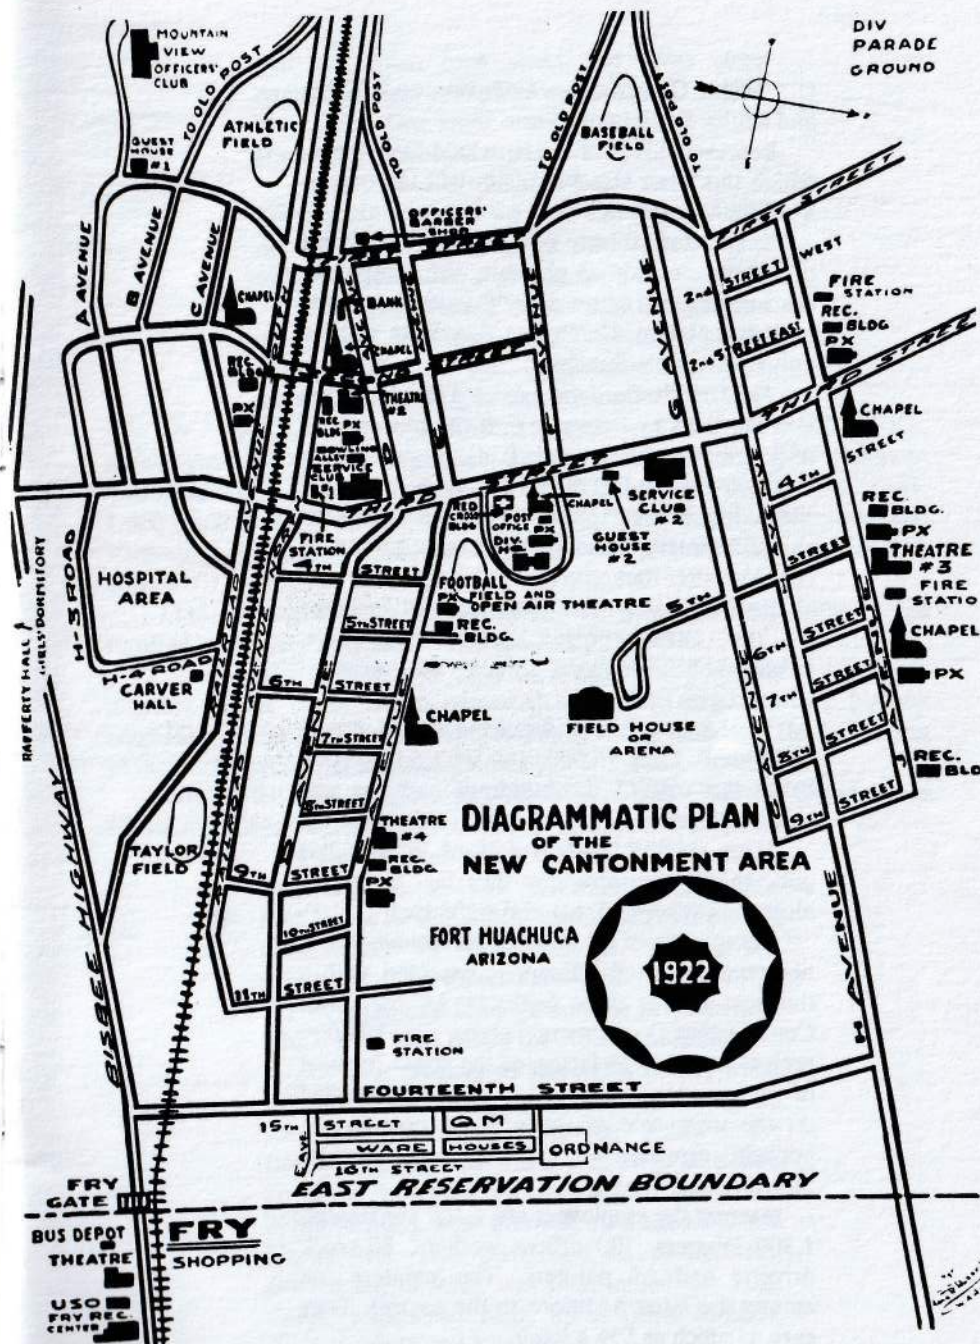 MOUNTAIN
VIEW
OFFICERS'
CLUB
DIV
PARADE
GROUND
TO OLD POST
ATHLETIC
FIELD
TO OLD POST
TO OLD POST
BASEBALL
FIELD
TO OLD POST
GUEST
HOUSE
#1
A AVENUE
B AVENUE
C AVENUE
OFFICERS'
BARBER
SHOP
STREET
FIRST STREET
CHAPEL
BANK
AVENUE
AVENUE
2nd STREET WEST
FIRE
STATION
REC.
BLDG
PX
2nd STREET EAST
CHAPEL
STREET
REC
BLDG
THEATRE
#2
PX
REC
BLDG
PX
BOWLING
ALLEY
SERVICE
CLUB
#1
THIRD STREET
THIRD STREET
CHAPEL
4TH
STREET
RED
CROSS
BLDG
POST
OFFICE
PX
DIV.
HQ.
CHAPEL
SERVICE
CLUB
#2
GUEST
HOUSE
#2
REC.
BLDG.
PX
THEATRE
#3
FIRE
STATIO
CHAPEL
PX
FIRE
STATION
4TH
STREET
HOSPITAL
AREA
H-3 ROAD
H-4 ROAD
CARVER
HALL
RAFFERTY HALL
GIRLS' DORMITORY
RAILROAD AVENUE
FOOTBALL
FIELD AND
OPEN AIR THEATRE
PX
REC.
BLDG.
5TH STREET
5TH
STREET
6TH
STREET
6TH
STREET
7TH STREET
7TH
STREET
CHAPEL
FIELD HOUSE
OR
ARENA
8TH STREET
8TH
STREET
9TH
STREET
J
REC.
BLD
THEATRE
#4
REC
BLDG
PX
TAYLOR
FIELD
9TH
STREET
10TH STREET
11TH
STREET
DIAGRAMMATIC PLAN
OF THE
NEW CANTONMENT AREA
FORT HUACHUCA
ARIZONA
1922
H AVENUE
BISBEE HIGHWAY
FIRE
STATION
FOURTEENTH STREET
15TH
STREET
QM
WARE
HOUSES
ORDNANCE
E AVE.
16TH STREET
EAST RESERVATION BOUNDARY
FRY
GATE
BUS DEPOT
THEATRE
USO
FRY REC.
CENTER
FRY
SHOPPING